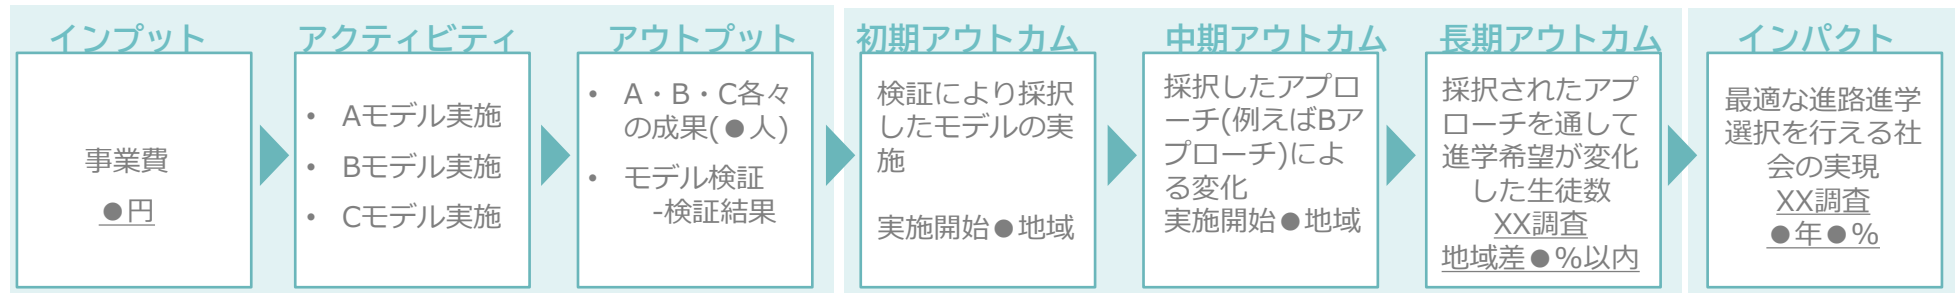 インプット
事業費
●円
アクティビティ
• Aモデル実施
• Bモデル実施
• Cモデル実施
アウトプット
• A・B・C各々
の成果(●人)
• モデル検証
-検証結果
初期アウトカム
検証により採択
したモデルの実
施
実施開始●地域
中期アウトカム
採択したアプロ
ーチ(例えばBア
プローチ)によ
る変化
実施開始●地域
長期アウトカム
採択されたアプ
ローチを通して
進学希望が変化
した生徒数
XX調査
地域差●%以内
インパクト
最適な進路進学
選択を行える社
会の実現
XX調査
●年●%